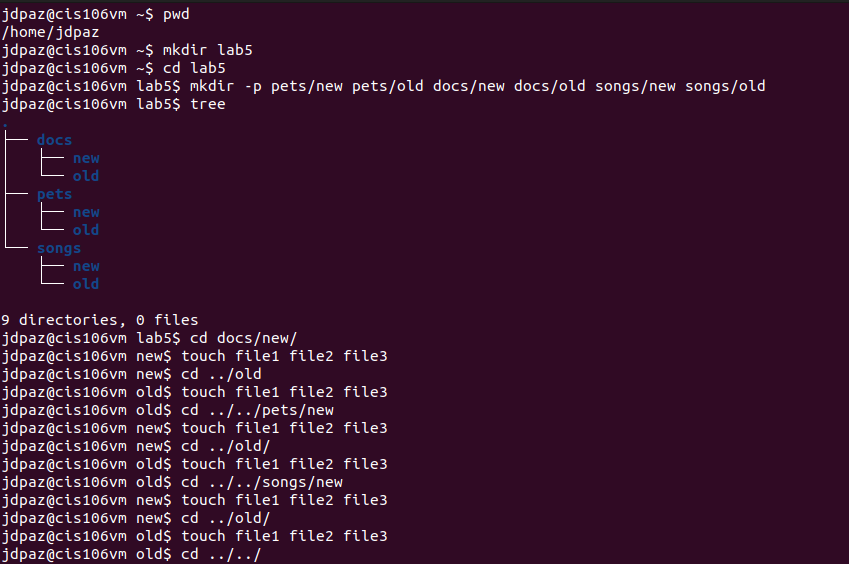 jdpaz@cis106vm ~$ pwd
/home/jdpaz
jdpaz@cis106vm ~$ mkdir lab5
jdpaz@cis106vm ~$ cd lab5
jdpaz@cis106vm lab5$ mkdir -p pets/new pets/old docs/new docs/old songs/new songs/old
jdpaz@cis106vm lab5$ tree
.
├── docs
│   ├── new
│   └── old
├── pets
│   ├── new
│   └── old
└── songs
    ├── new
    └── old
9 directories, 0 files
jdpaz@cis106vm lab5$ cd docs/new/
jdpaz@cis106vm new$ touch file1 file2 file3
jdpaz@cis106vm new$ cd ../old
jdpaz@cis106vm old$ touch file1 file2 file3
jdpaz@cis106vm old$ cd ../../pets/new
jdpaz@cis106vm new$ touch file1 file2 file3
jdpaz@cis106vm new$ cd ../old/
jdpaz@cis106vm old$ touch file1 file2 file3
jdpaz@cis106vm old$ cd ../../songs/new
jdpaz@cis106vm new$ touch file1 file2 file3
jdpaz@cis106vm new$ cd ../old/
jdpaz@cis106vm old$ touch file1 file2 file3
jdpaz@cis106vm old$ cd ../../